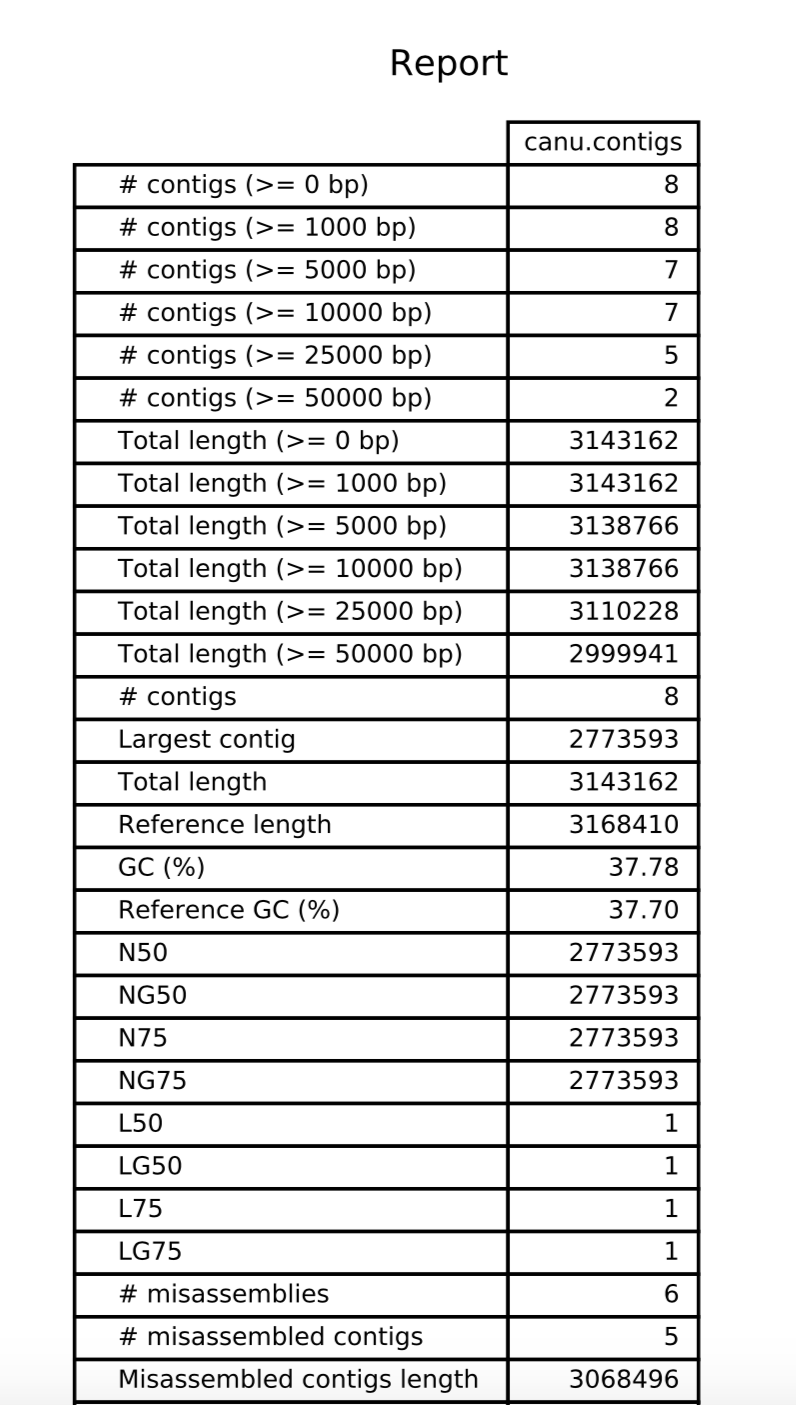 Report
canu.contigs
# contigs (>= 0 bp) 8
# contigs (>= 1000 bp) 8
# contigs (>= 5000 bp) 7
# contigs (>= 10000 bp) 7
# contigs (>= 25000 bp) 5
# contigs (>= 50000 bp) 2
Total length (>= 0 bp) 3143162
Total length (>= 1000 bp) 3143162
Total length (>= 5000 bp) 3138766
Total length (>= 10000 bp) 3138766
Total length (>= 25000 bp) 3110228
Total length (>= 50000 bp) 2999941
# contigs 8
Largest contig 2773593
Total length 3143162
Reference length 3168410
GC (%) 37.78
Reference GC (%) 37.70
N50 2773593
NG50 2773593
N75 2773593
NG75 2773593
L50 1
LG50 1
L75 1
LG75 1
# misassemblies 6
# misassembled contigs 5
Misassembled contigs length 3068496